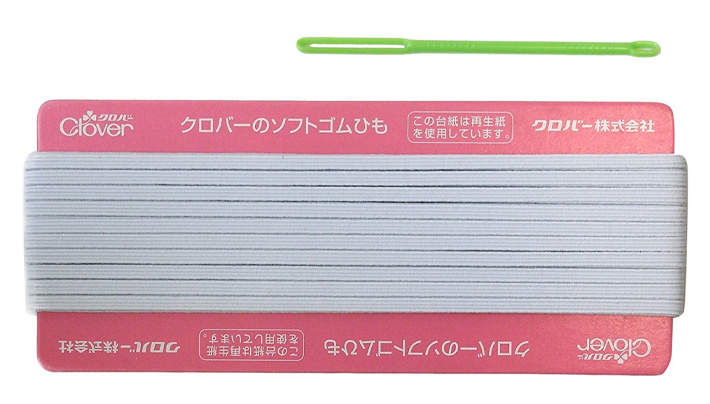 クロバー
Clover
クロバーのソフトゴムひも
この台紙は再生紙
を使用しています。
クロバー株式会社
クロバー
Clover
クロバーのソフトゴムひも
この台紙は再生紙
を使用しています。
クロバー株式会社